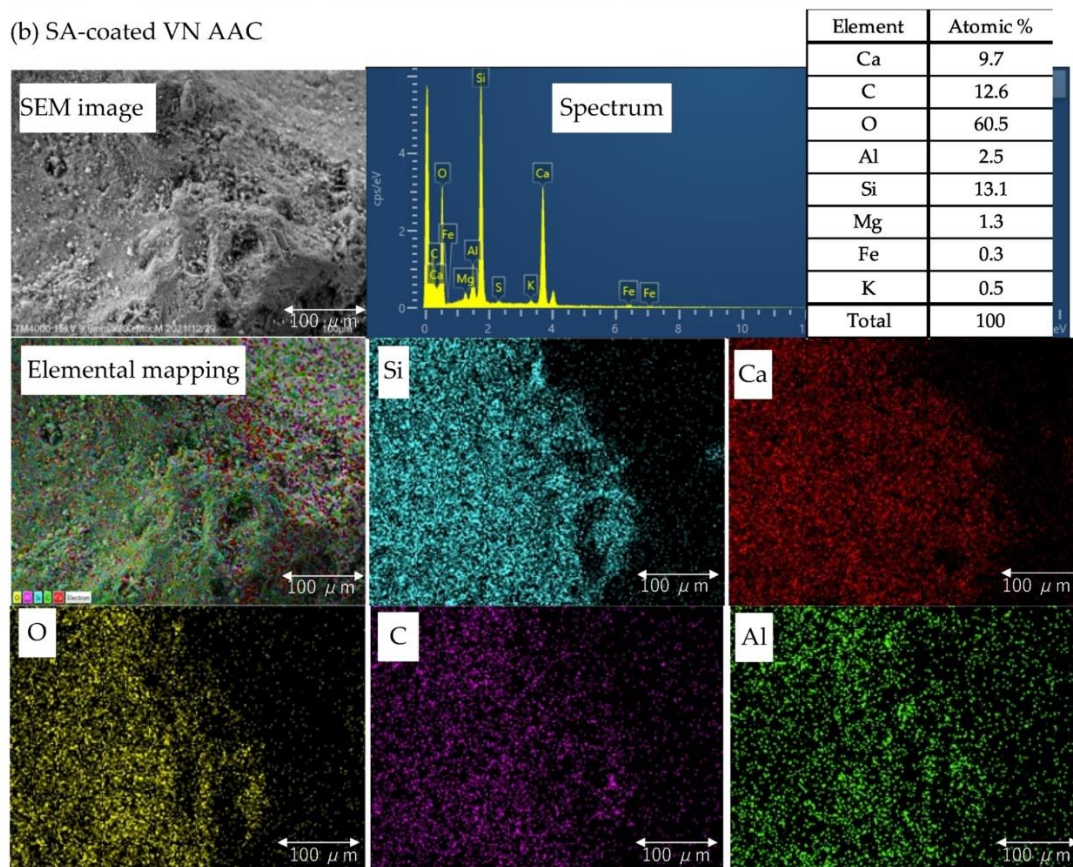 (b) SA-coated VN AAC
SEM image
100 μm
Spectrum
cps/eV
4
2
0
Si
O
Ca
Fe
C
Ca
Al
Mg
S
K
Fe
Fe
0
2
4
6
8
10
Element Atomic %
Ca 9.7
C 12.6
O 60.5
Al 2.5
Si 13.1
Mg 1.3
Fe 0.3
K 0.5
Total 100
Elemental mapping
100 μm
Electron
Si
100 μm
Ca
100 μm
O
100 μm
C
100 μm
Al
100 μm